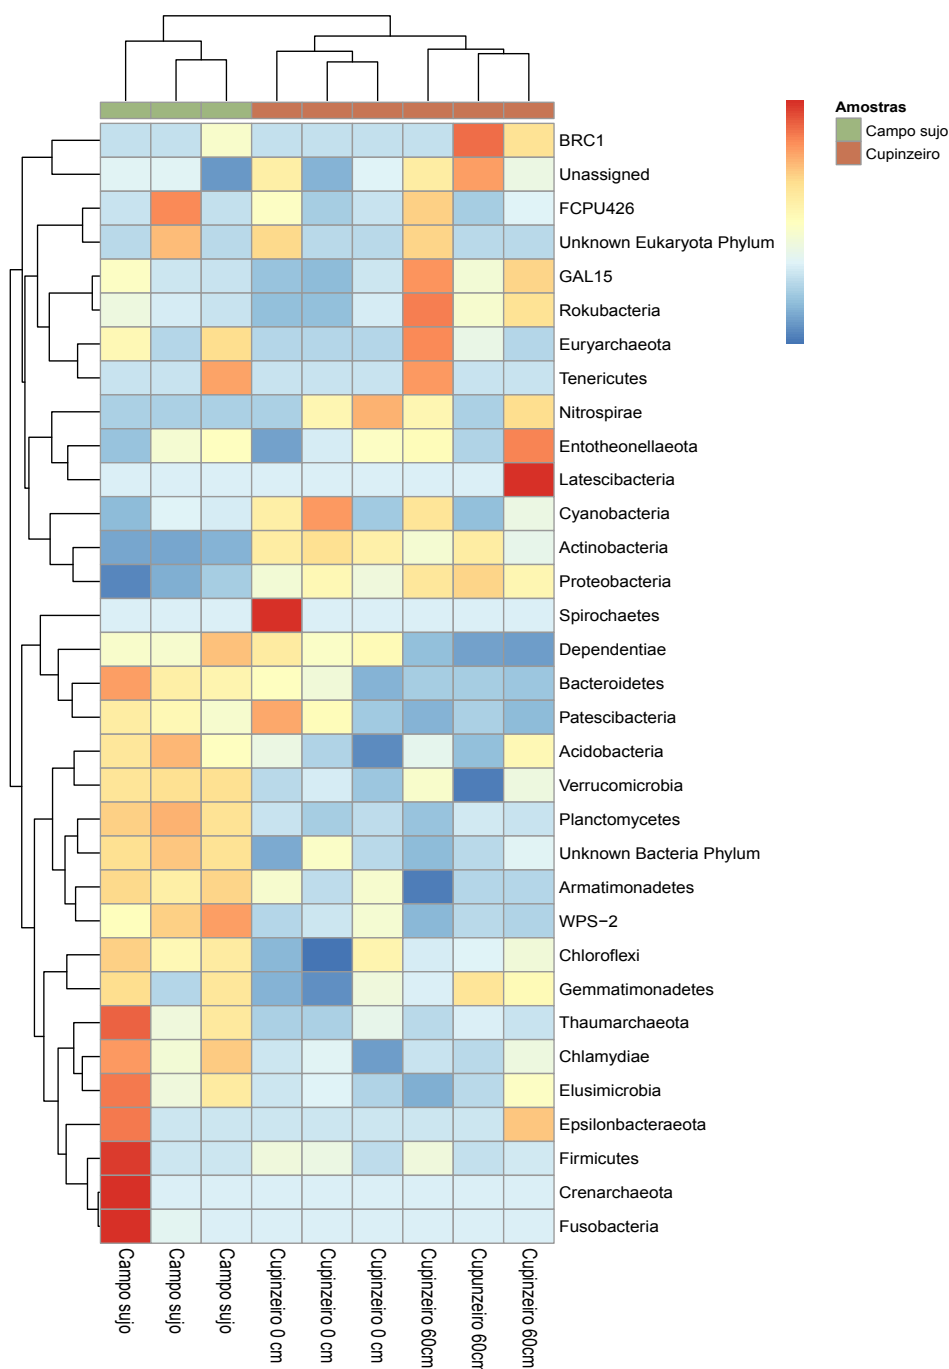 Amostras
Campo sujo
Cupinzeiro
BRC1
Unassigned
FCPU426
Unknown Eukaryota Phylum
GAL15
Rokubacteria
Euryarchaeota
Tenericutes
Nitrospirae
Entotheonellaeota
Latescibacteria
Cyanobacteria
Actinobacteria
Proteobacteria
Spirochaetes
Dependentiae
Bacteroidetes
Patescibacteria
Acidobacteria
Verrucomicrobia
Planctomycetes
Unknown Bacteria Phylum
Armatimonadetes
WPS−2
Chloroflexi
Gemmatimonadetes
Thaumarchaeota
Chlamydiae
Elusimicrobia
Epsilonbacteraeota
Firmicutes
Crenarchaeota
Fusobacteria
Campo sujo
Campo sujo
Campo sujo
Cupinzeiro 0 cm
Cupinzeiro 0 cm
Cupinzeiro 0 cm
Cupinzeiro 60cm
Cupunzeiro 60cm
Cupinzeiro 60cm